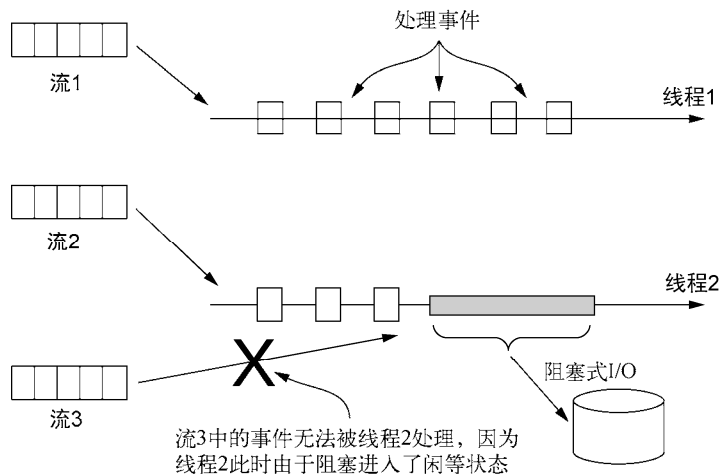 处理事件
流1
线程1
流2
线程2
阻塞式I/O
流3
流3中的事件无法被线程2处理，因为
线程2此时由于阻塞进入了闲等状态